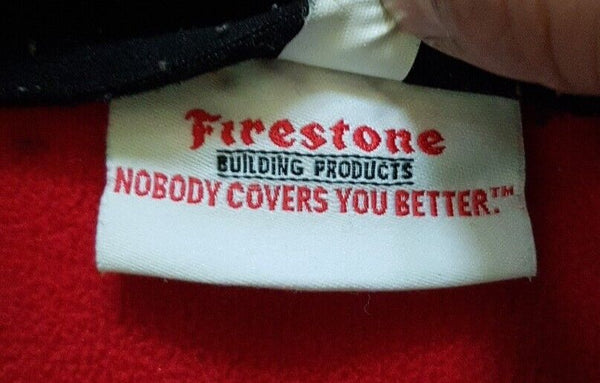 Firestone
BUILDING PRODUCTS
NOBODY COVERS YOU BETTER.™